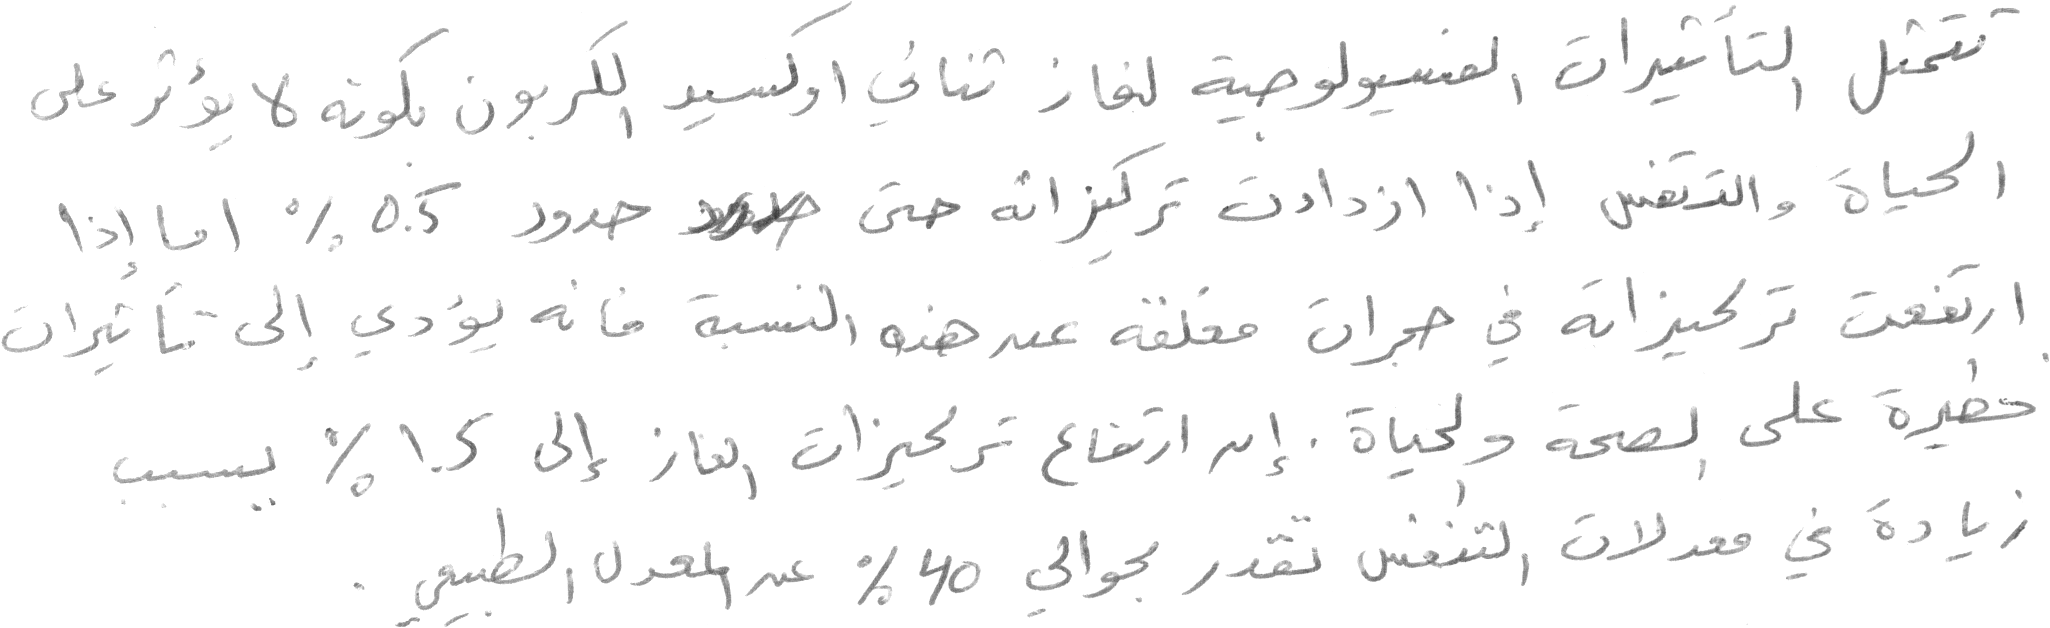 تتمثل التأثيرات الفنسيولوجية لغاز ثنائي اوكسيد الكربون بكونه لا يؤثر على
الحياة والتنفس إذا ازدادت تركيزاته حتى حدود 0.5 % اما إذا
ارتفعت تركيزاته في حجرات مغلقة عن هذه النسبة فانه يؤدي إلى تأثيرات
خطيرة على الصحة والحياة . إن ارتفاع تركيزات الغاز إلى 1.5 % يسبب
زيادة في معدلات التنفس تقدر بحوالي 40 % عن المعدل الطبيعي .